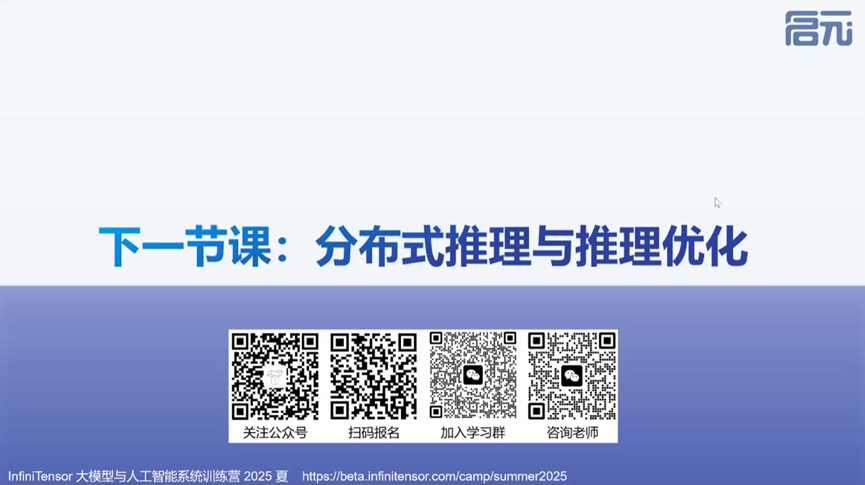 启元
下一节课：分布式推理与推理优化
关注公众号
扫码报名
加入学习群
咨询老师
InfiniTensor 大模型与人工智能系统训练营 2025 夏 https://beta.infinitensor.com/camp/summer2025